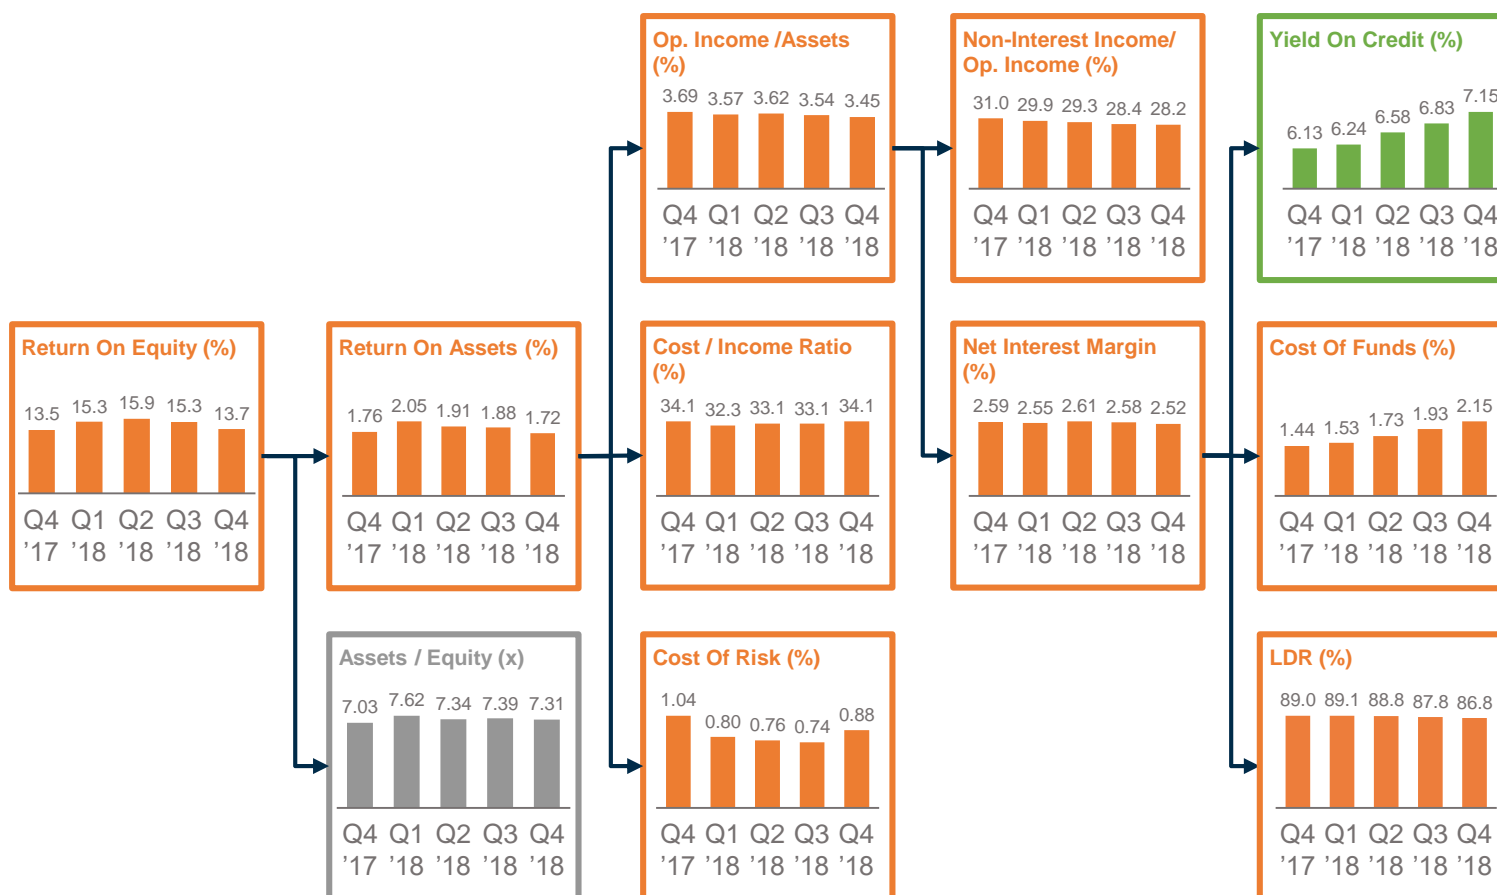 Op. Income /Assets
(%)
3.69 3.57 3.62 3.54 3.45
Q4 Q1 Q2 Q3 Q4
’17 ’18 ’18 ’18 ’18
Non-Interest Income/
Op. Income (%)
31.0 29.9 29.3 28.4 28.2
Q4 Q1 Q2 Q3 Q4
’17 ’18 ’18 ’18 ’18
Yield On Credit (%)
6.13 6.24 6.58 6.83 7.15
Q4 Q1 Q2 Q3 Q4
’17 ’18 ’18 ’18 ’18
Return On Equity (%)
13.5 15.3 15.9 15.3 13.7
Q4 Q1 Q2 Q3 Q4
’17 ’18 ’18 ’18 ’18
Return On Assets (%)
1.76 2.05 1.91 1.88 1.72
Q4 Q1 Q2 Q3 Q4
’17 ’18 ’18 ’18 ’18
Cost / Income Ratio
(%)
34.1 32.3 33.1 33.1 34.1
Q4 Q1 Q2 Q3 Q4
’17 ’18 ’18 ’18 ’18
Net Interest Margin
(%)
2.59 2.55 2.61 2.58 2.52
Q4 Q1 Q2 Q3 Q4
’17 ’18 ’18 ’18 ’18
Cost Of Funds (%)
1.44 1.53 1.73 1.93 2.15
Q4 Q1 Q2 Q3 Q4
’17 ’18 ’18 ’18 ’18
Assets / Equity (x)
7.03 7.62 7.34 7.39 7.31
Q4 Q1 Q2 Q3 Q4
’17 ’18 ’18 ’18 ’18
Cost Of Risk (%)
1.04 0.80 0.76 0.74 0.88
Q4 Q1 Q2 Q3 Q4
’17 ’18 ’18 ’18 ’18
LDR (%)
89.0 89.1 88.8 87.8 86.8
Q4 Q1 Q2 Q3 Q4
’17 ’18 ’18 ’18 ’18